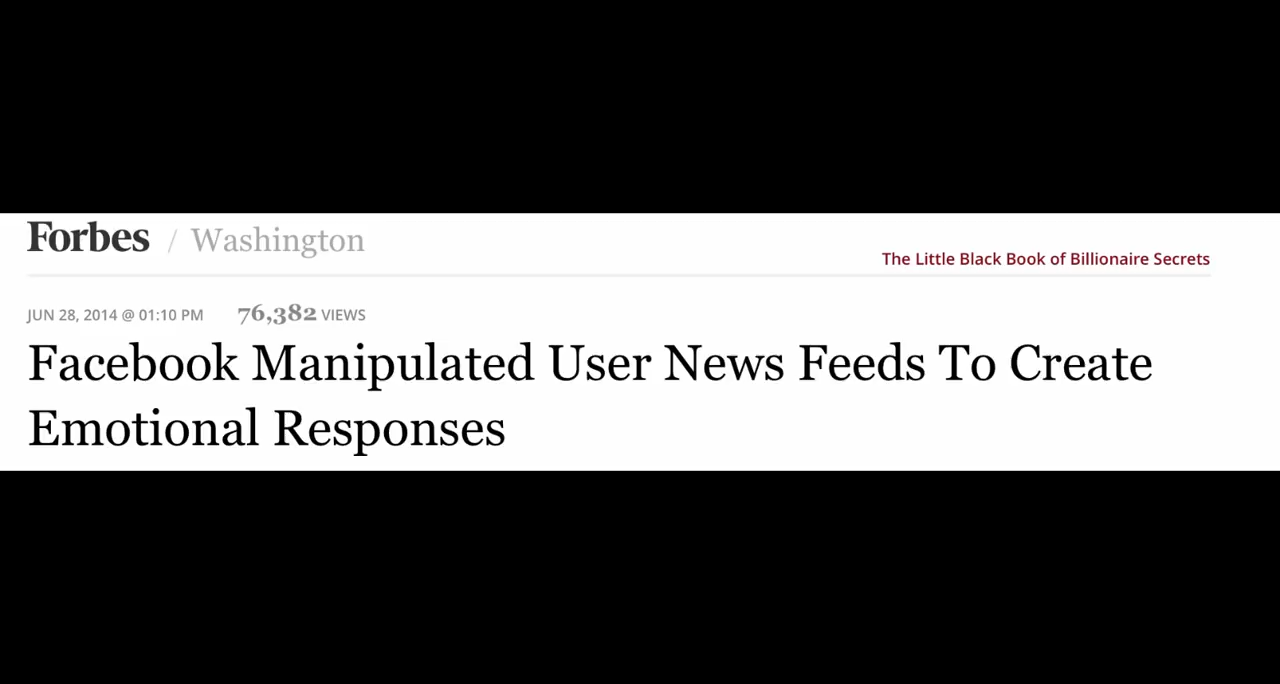 Forbes / Washington
The Little Black Book of Billionaire Secrets
JUN 28, 2014 @ 01:10 PM 76,382 VIEWS
Facebook Manipulated User News Feeds To Create
Emotional Responses